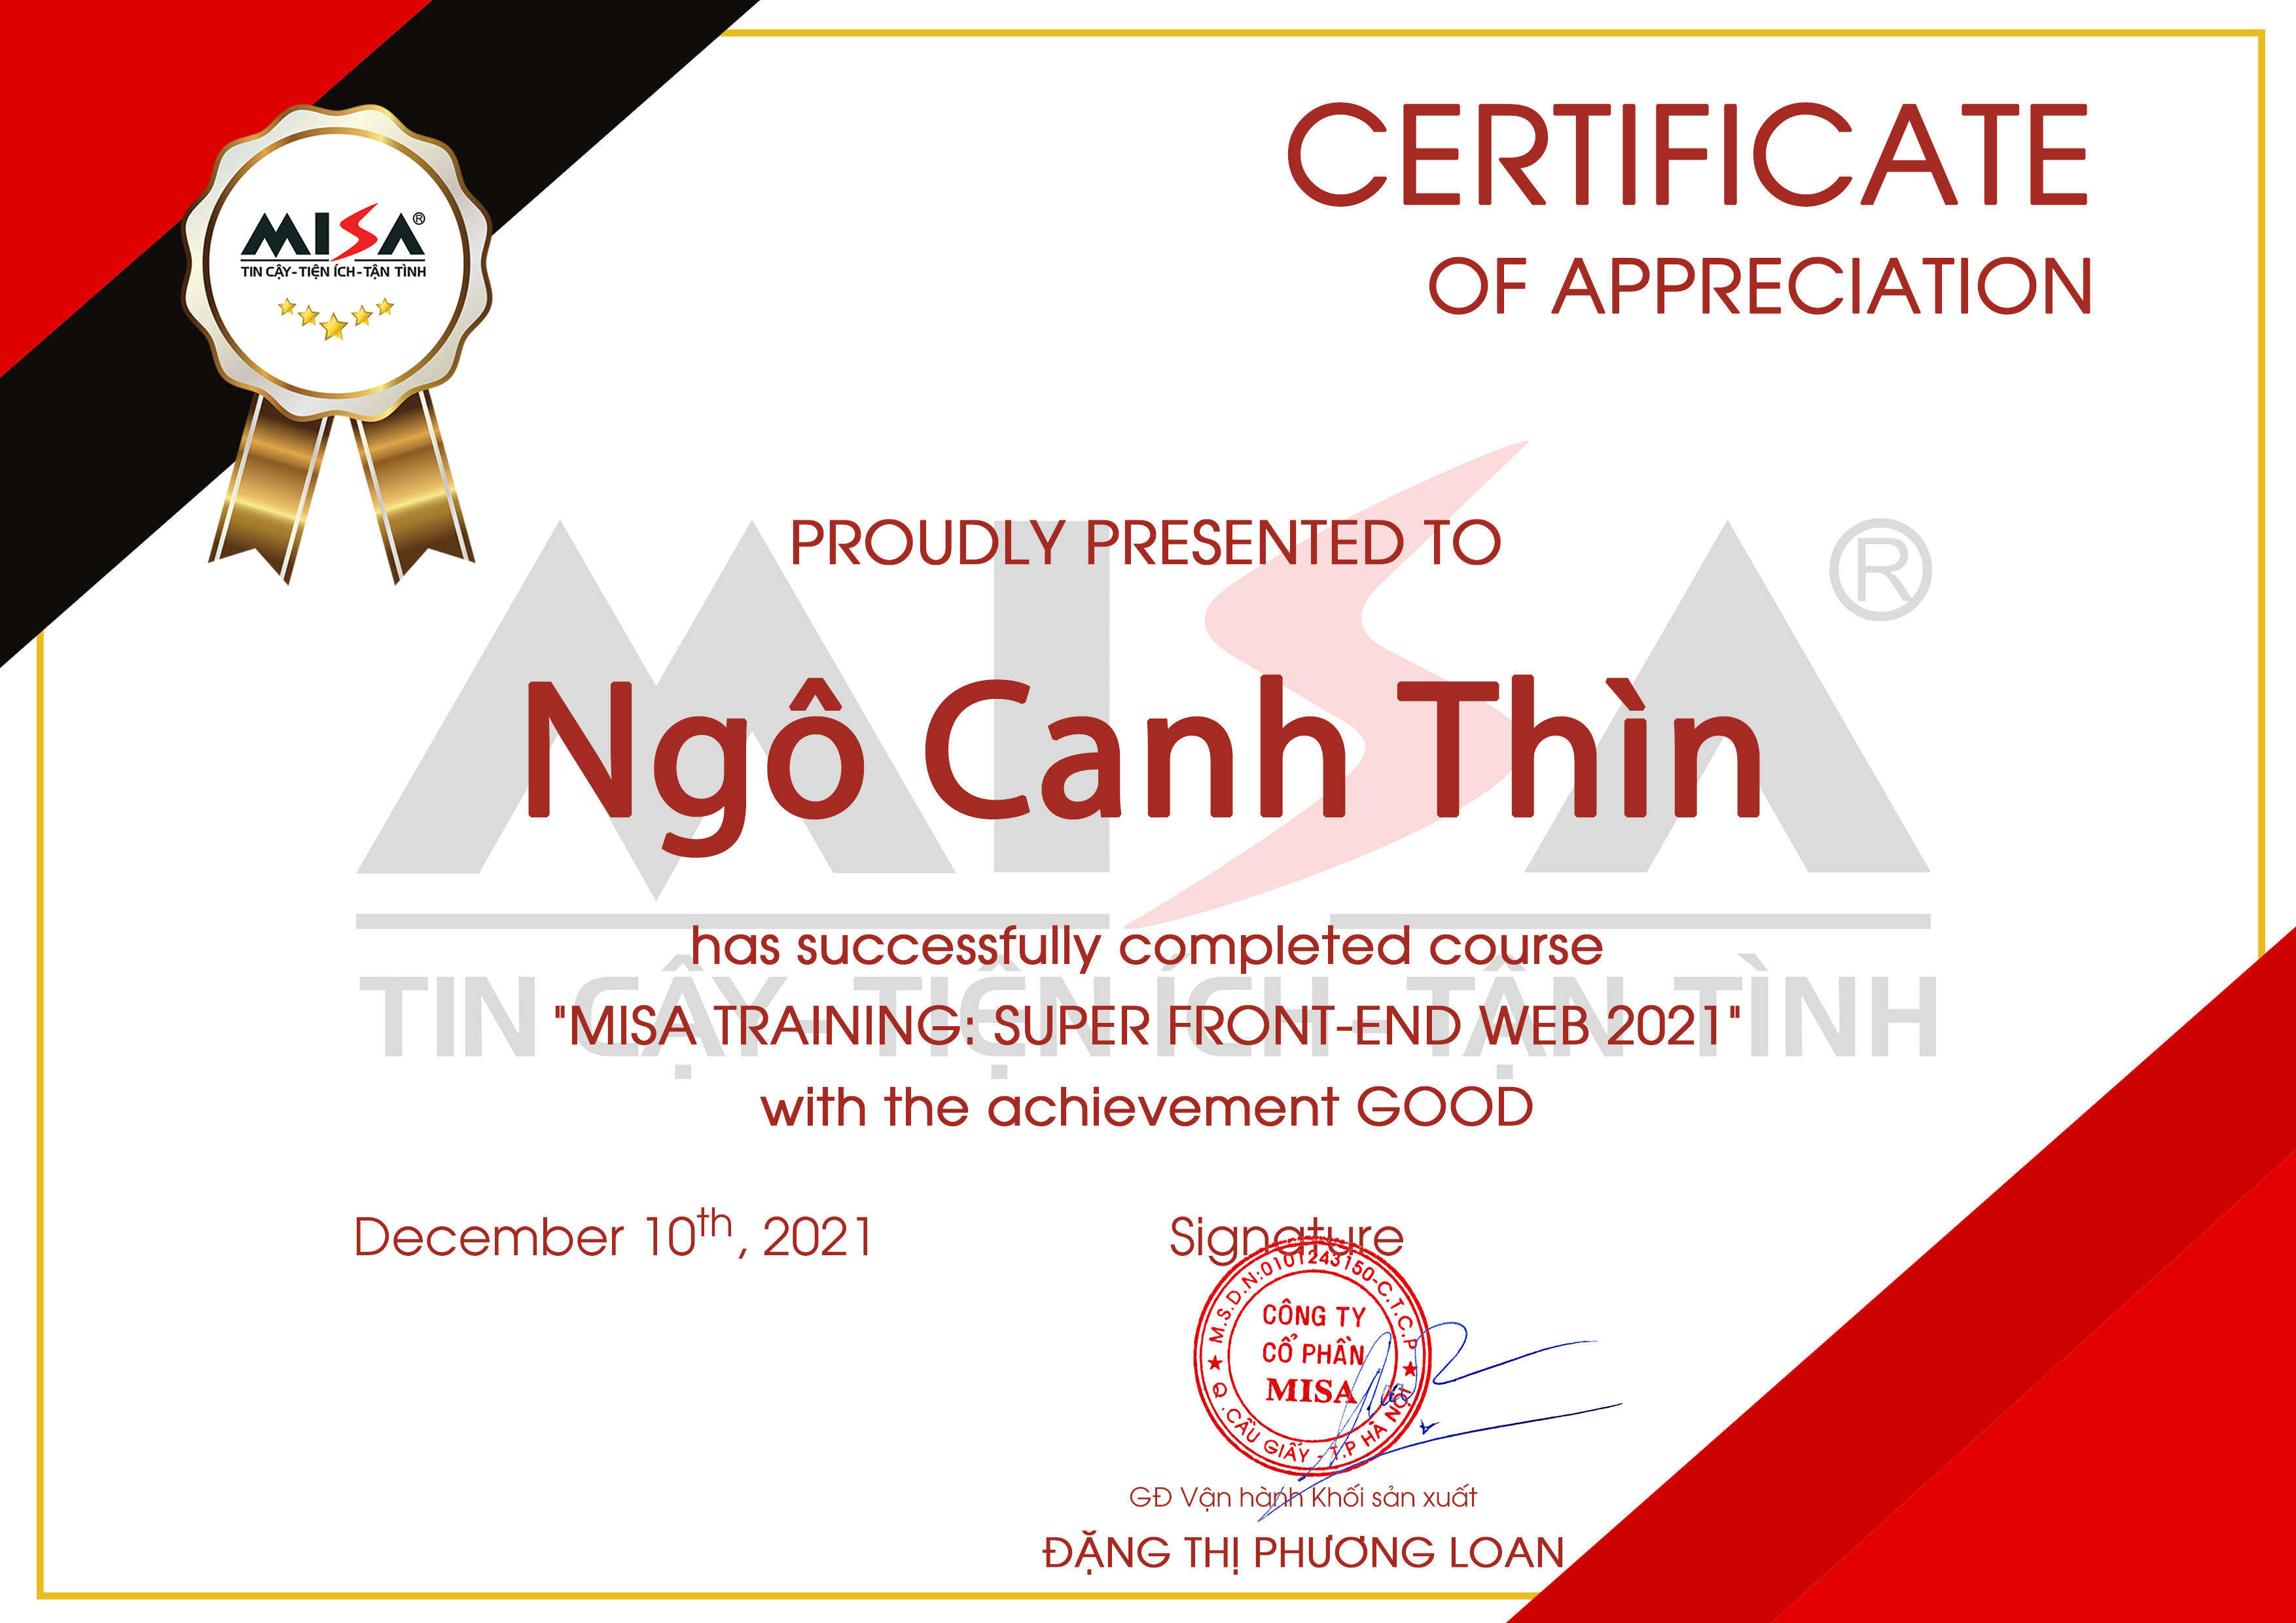 MISA®
TIN CẬY-TIỆN ÍCH-TẬN TÌNH
CERTIFICATE
OF APPRECIATION
PROUDLY PRESENTED TO
MISA®
Ngô Canh Thìn
has successfully completed course
TIN CẬY-TIỆN ÍCH-TẬN TÌNH
"MISA TRAINING: SUPER FRONT-END WEB 2021"
with the achievement GOOD
December 10th, 2021
Signature
M.S.D.N:0101243150-C.T.C.P
CÔNG TY
CỔ PHẦN
MISA
Q.CẦU GIẤY - T.P HÀ NỘI
GĐ Vận hành Khối sản xuất
ĐẶNG THỊ PHƯƠNG LOAN